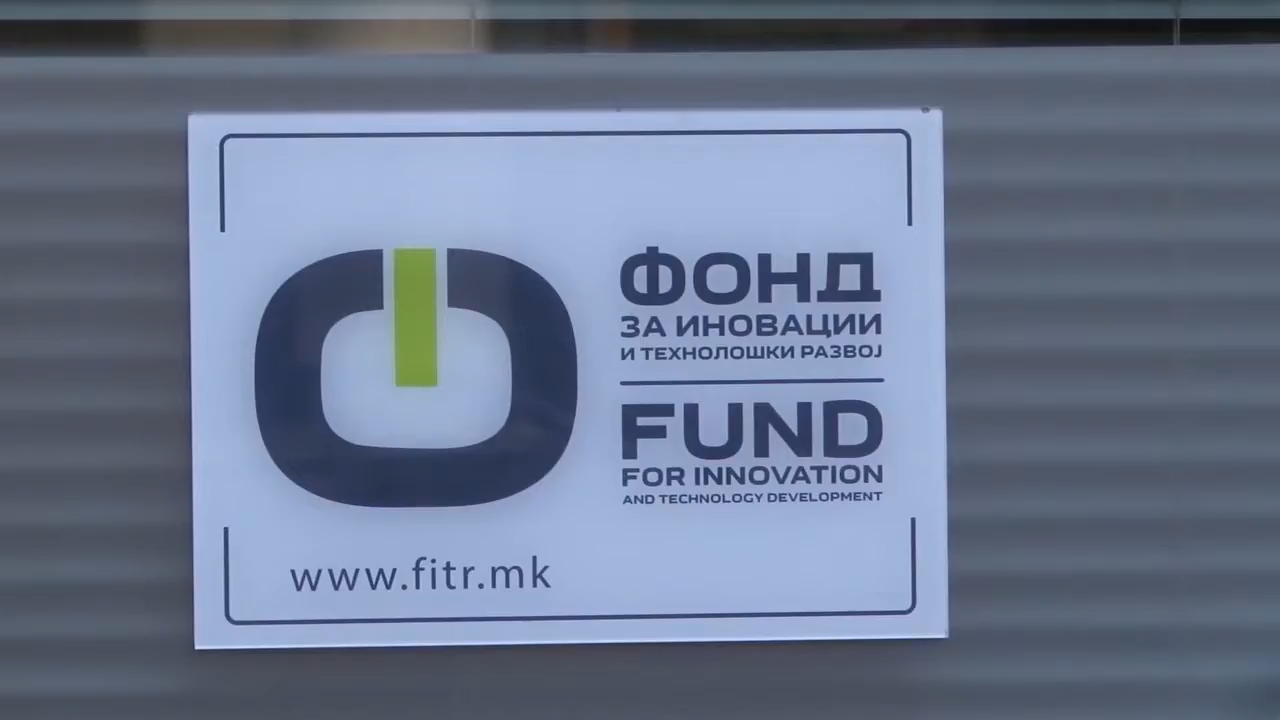 ФОНД
ЗА ИНОВАЦИИ
И ТЕХНОЛОШКИ РАЗВОЈ
FUND
FOR INNOVATION
AND TECHNOLOGY DEVELOPMENT
www.fitr.mk